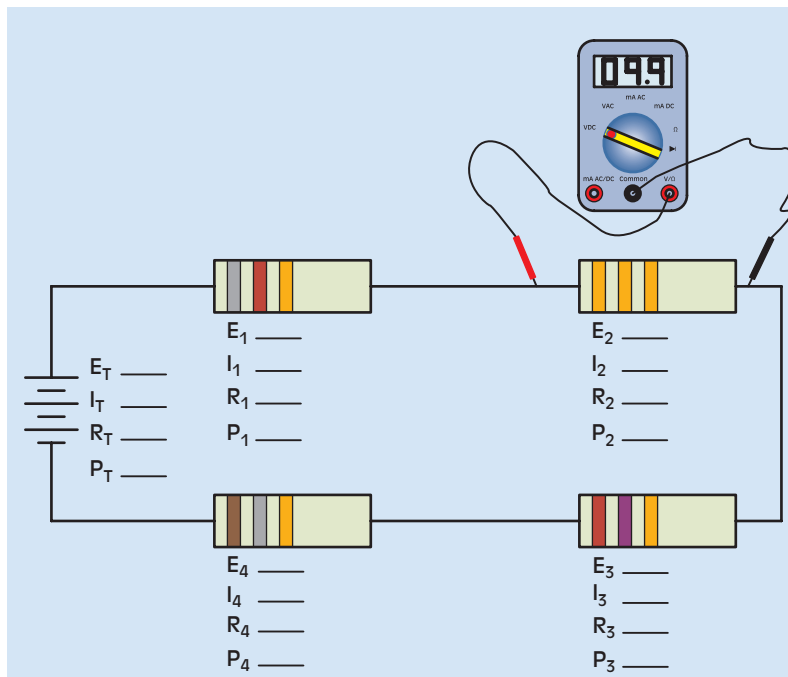 09.9
mA AC
VAC
mA DC
VDC
Ω
mA AC/DC
Common
V/Ω
E1
I1
R1
P1
E2
I2
R2
P2
ET
IT
RT
PT
E4
I4
R4
P4
E3
I3
R3
P3